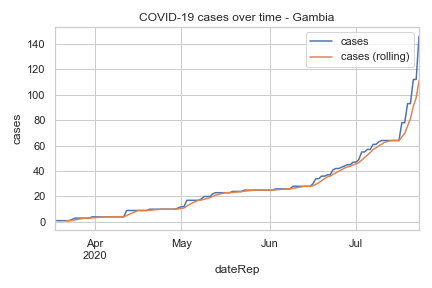 COVID-19 cases over time - Gambia
cases
cases (rolling)
140
120
100
80
60
40
20
0
cases
Apr
2020
May
Jun
Jul
dateRep